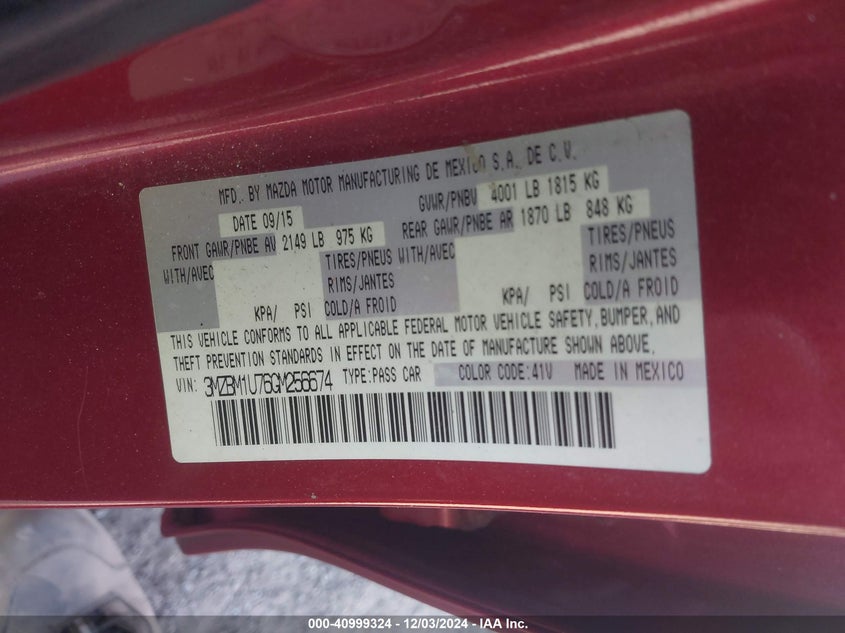 MFD. BY MAZDA MOTOR MANUFACTURING DE MEXICO S.A. DE C.V.
DATE 09/15 GVWR/PNBV 4001 LB 1815 KG
FRONT GAWR/PNBE AV 2149 LB 975 KG REAR GAWR/PNBE AR 1870 LB 848 KG
WITH/AVEC TIRES/PNEUS WITH/AVEC TIRES/PNEUS
RIMS/JANTES RIMS/JANTES
KPA/ PSI COLD/A FROID KPA/ PSI COLD/A FROID
THIS VEHICLE CONFORMS TO ALL APPLICABLE FEDERAL MOTOR VEHICLE SAFETY, BUMPER, AND
THEFT PREVENTION STANDARDS IN EFFECT ON THE DATE OF MANUFACTURE SHOWN ABOVE.
VIN: 3MZBM1U76GM256674 TYPE:PASS CAR COLOR CODE:41V MADE IN MEXICO
000-40999324 - 12/03/2024 - IAA Inc.